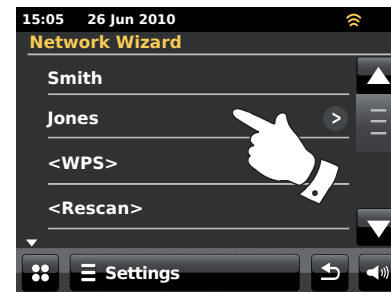 15:05 26 Jun 2010
Network Wizard
Smith
Jones >
<WPS>
<Rescan>
Settings